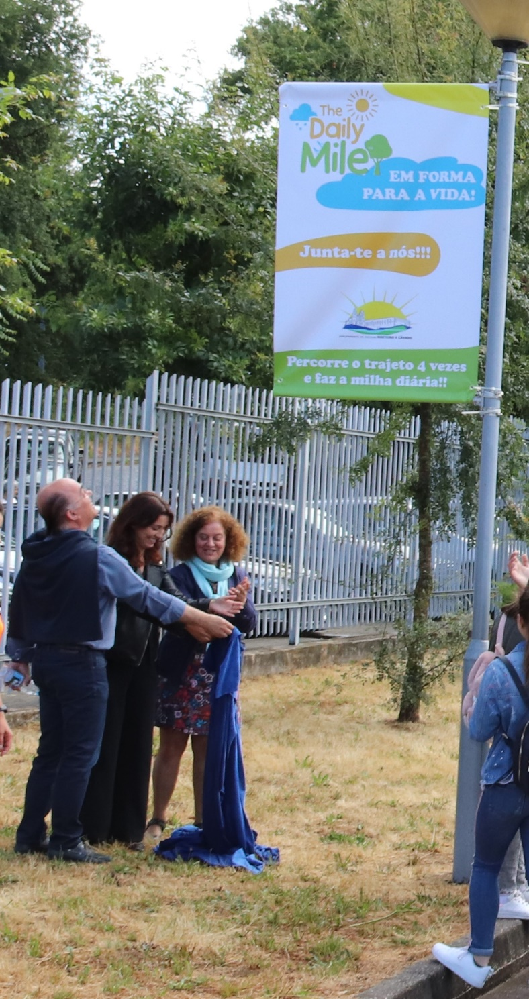 The
Daily
Mile
EM FORMA
PARA A VIDA!
Junta-te a nós!!!
Percorre o trajeto 4 vezes
e faz a milha diária!!